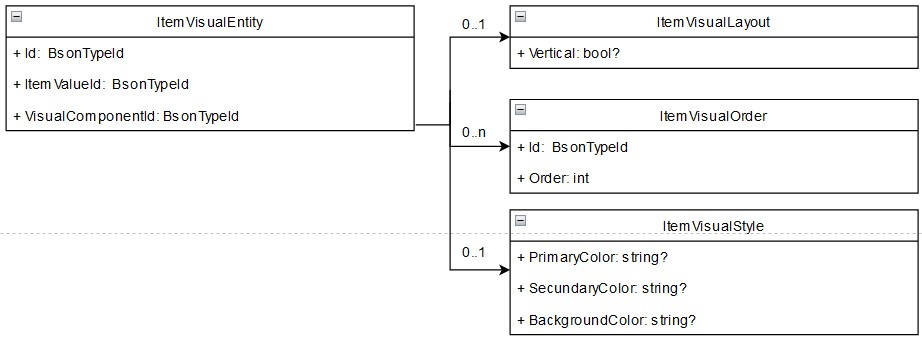 ItemVisualEntity
+ Id: BsonTypeId
+ ItemValueId: BsonTypeId
+ VisualComponentId: BsonTypeId
0..1
ItemVisualLayout
+ Vertical: bool?
0..n
ItemVisualOrder
+ Id: BsonTypeId
+ Order: int
0..1
ItemVisualStyle
+ PrimaryColor: string?
+ SecundaryColor: string?
+ BackgroundColor: string?